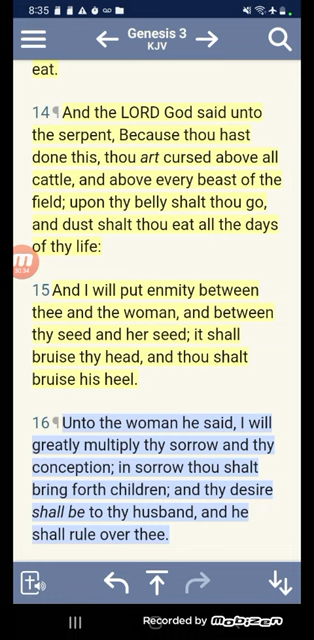 8:35
Genesis 3
KJV
eat.
14 ¶ And the LORD God said unto
the serpent, Because thou hast
done this, thou art cursed above all
cattle, and above every beast of the
field; upon thy belly shalt thou go,
and dust shalt thou eat all the days
of thy life:
30:34
15 And I will put enmity between
thee and the woman, and between
thy seed and her seed; it shall
bruise thy head, and thou shalt
bruise his heel.
16 ¶ Unto the woman he said, I will
greatly multiply thy sorrow and thy
conception; in sorrow thou shalt
bring forth children; and thy desire
shall be to thy husband, and he
shall rule over thee.
Recorded by mobizen